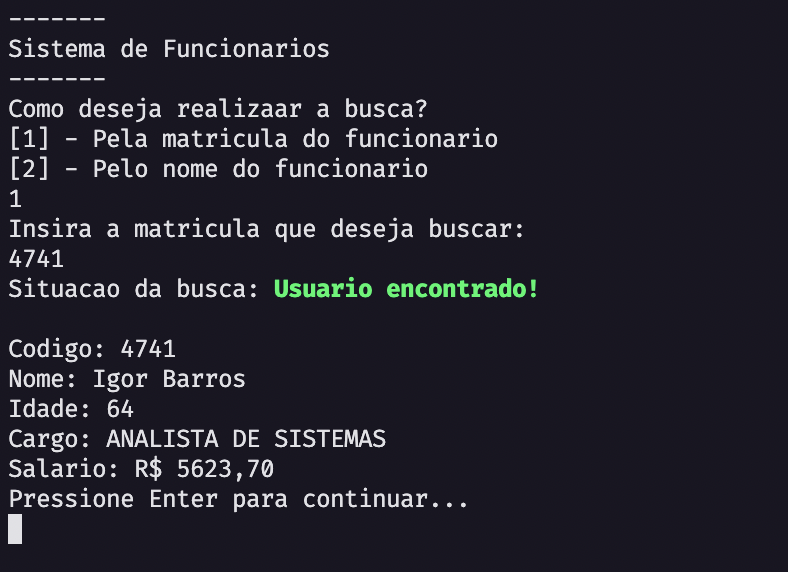 -------
Sistema de Funcionarios
-------
Como deseja realizaar a busca?
[1] - Pela matricula do funcionario
[2] - Pelo nome do funcionario
1
Insira a matricula que deseja buscar:
4741
Situacao da busca: Usuario encontrado!

Codigo: 4741
Nome: Igor Barros
Idade: 64
Cargo: ANALISTA DE SISTEMAS
Salario: R$ 5623,70
Pressione Enter para continuar...